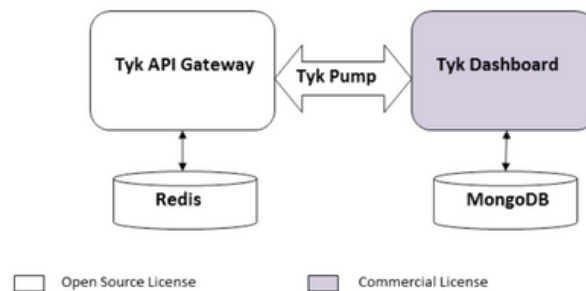 Tyk API Gateway
Tyk Pump
Tyk Dashboard
Redis
MongoDB
Open Source License
Commercial License